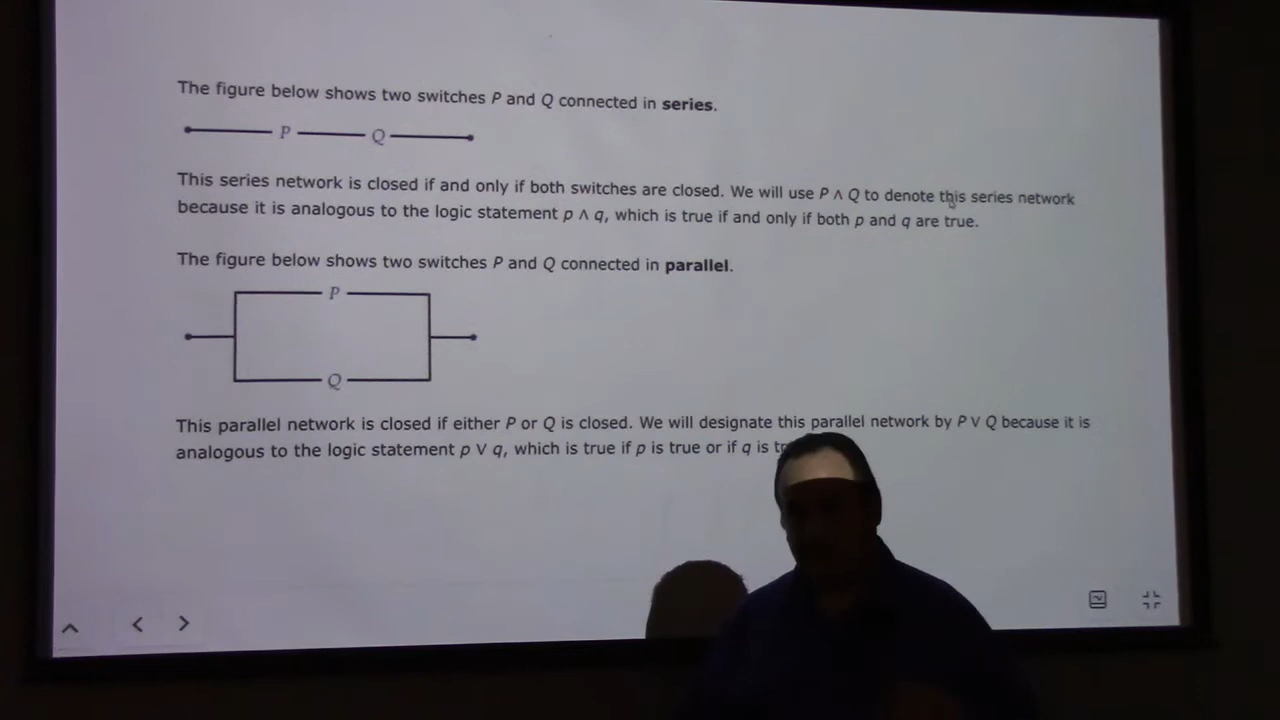 The figure below shows two switches P and Q connected in series.
P Q
This series network is closed if and only if both switches are closed. We will use P ∧ Q to denote this series network
because it is analogous to the logic statement p ∧ q, which is true if and only if both p and q are true.
The figure below shows two switches P and Q connected in parallel.
P
Q
This parallel network is closed if either P or Q is closed. We will designate this parallel network by P ∨ Q because it is
analogous to the logic statement p ∨ q, which is true if p is true or if q is